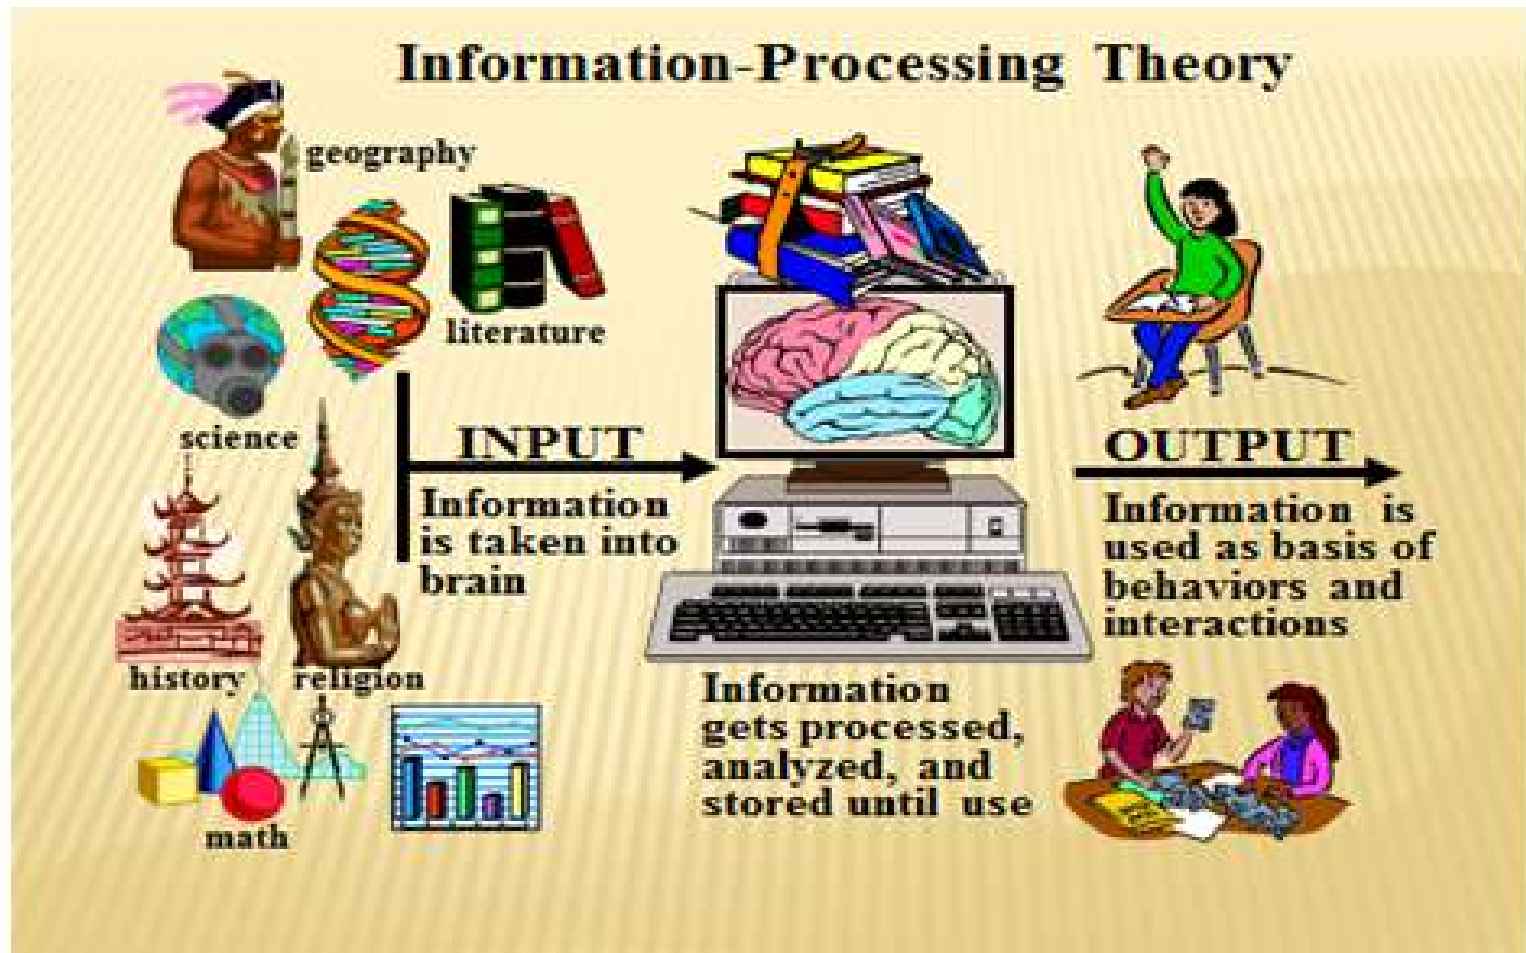 Information-Processing Theory
geography
literature
science
INPUT
Information
is taken into
brain
history
religion
math
Information
gets processed,
analyzed, and
stored until use
OUTPUT
Information is
used as basis of
behaviors and
interactions